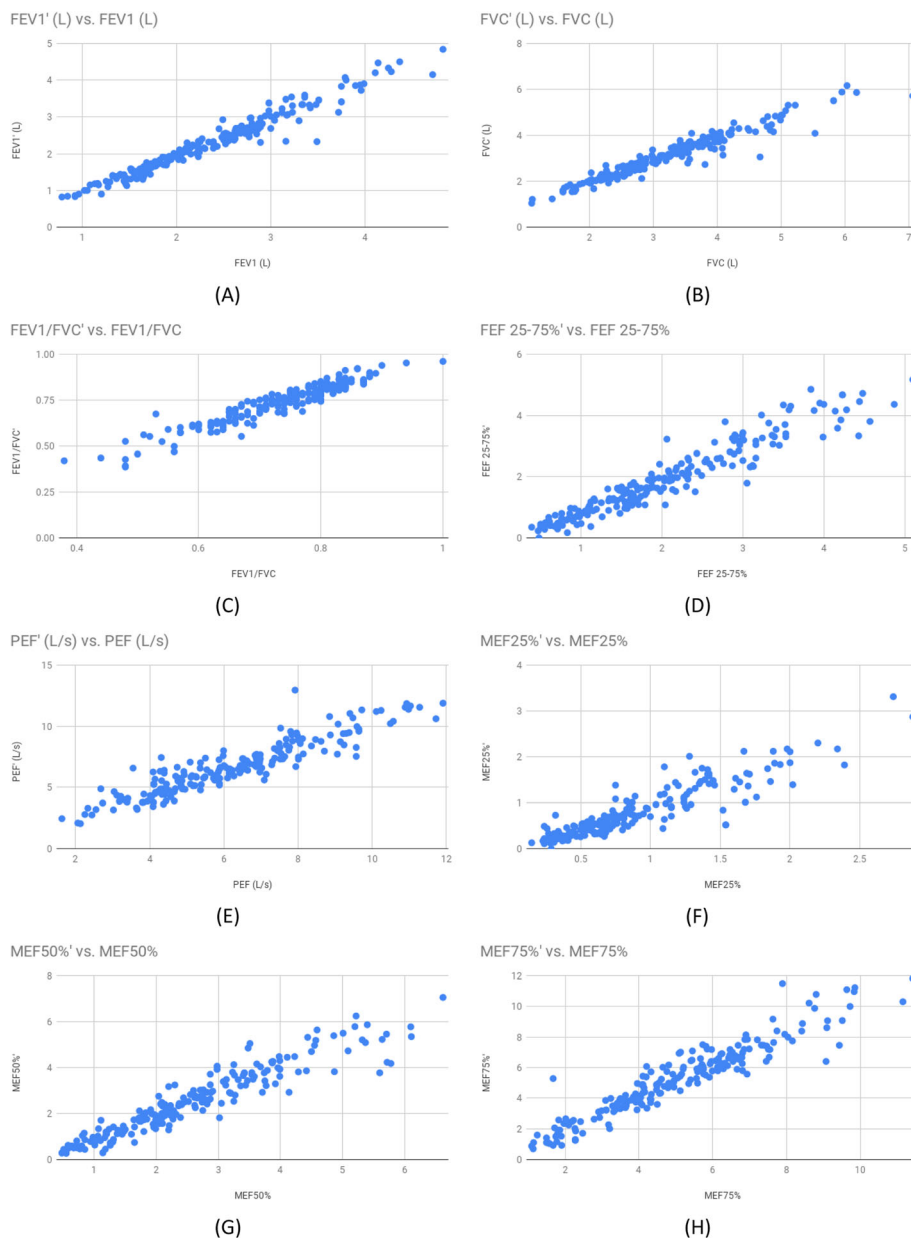 FEV1' (L) vs. FEV1 (L)
5
4
3
2
1
0
FEV1' (L)
1 2 3 4
FEV1 (L)
(A)
FVC' (L) vs. FVC (L)
8
6
4
2
0
FVC' (L)
2 3 4 5 6 7
FVC (L)
(B)
FEV1/FVC' vs. FEV1/FVC
1.00
0.75
0.50
0.25
0.00
FEV1/FVC'
0.4 0.6 0.8 1
FEV1/FVC
(C)
FEF 25-75%' vs. FEF 25-75%
6
4
2
0
FEF 25-75%'
1 2 3 4 5
FEF 25-75%
(D)
PEF' (L/s) vs. PEF (L/s)
15
10
5
0
PEF' (L/s)
2 4 6 8 10 12
PEF (L/s)
(E)
MEF25%' vs. MEF25%
4
3
2
1
0
MEF25%'
0.5 1 1.5 2 2.5
MEF25%
(F)
MEF50%' vs. MEF50%
8
6
4
2
0
MEF50%'
1 2 3 4 5 6
MEF50%
(G)
MEF75%' vs. MEF75%
12
10
8
6
4
2
0
MEF75%'
2 4 6 8 10
MEF75%
(H)